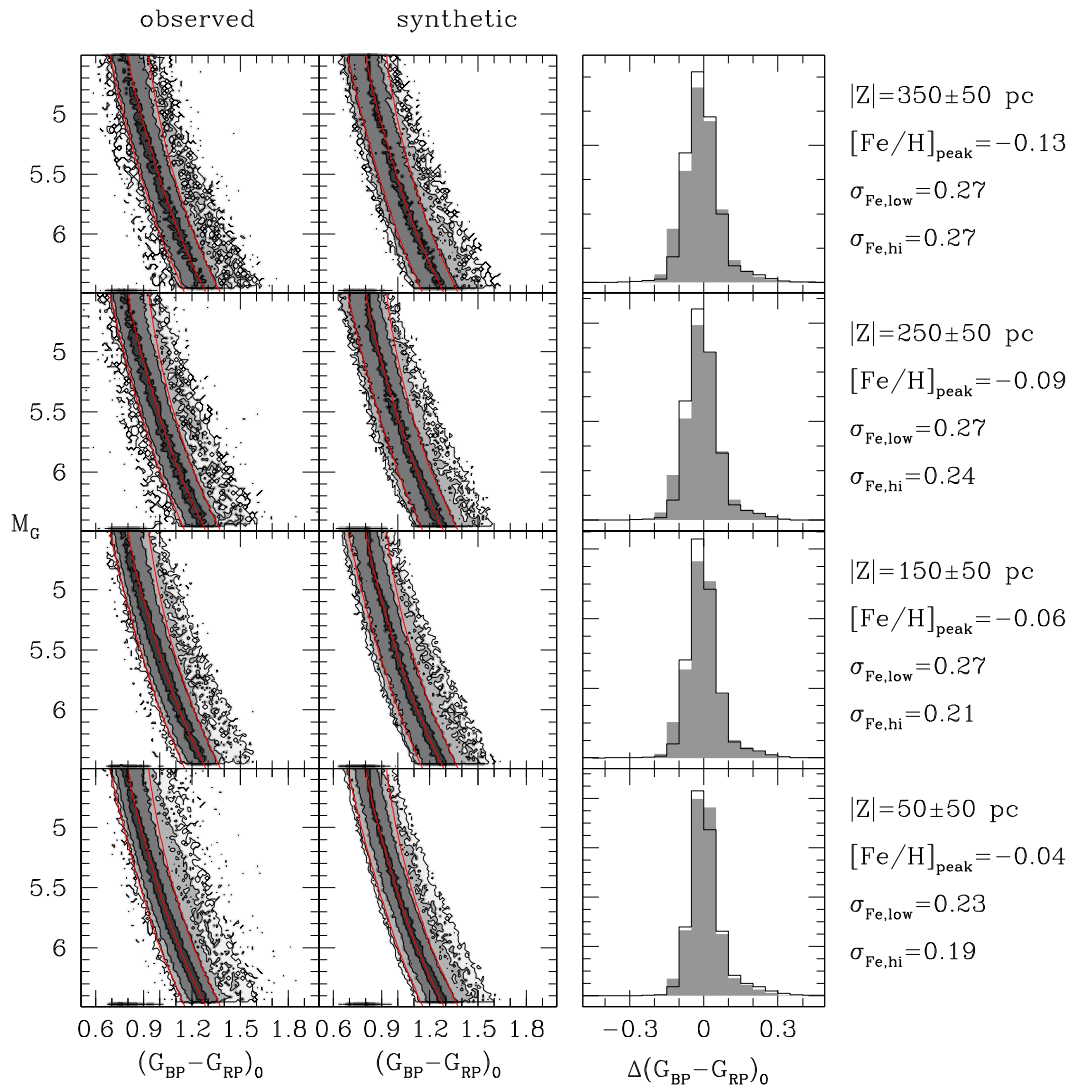 observed synthetic
5
5.5
6
|Z|=350±50 pc
[Fe/H]peak=−0.13
σFe,low=0.27
σFe,hi=0.27
5
5.5
6
|Z|=250±50 pc
[Fe/H]peak=−0.09
σFe,low=0.27
σFe,hi=0.24
MG
5
5.5
6
|Z|=150±50 pc
[Fe/H]peak=−0.06
σFe,low=0.27
σFe,hi=0.21
5
5.5
6
|Z|=50±50 pc
[Fe/H]peak=−0.04
σFe,low=0.23
σFe,hi=0.19
0.6 0.9 1.2 1.5 1.8 0.6 0.9 1.2 1.5 1.8 −0.3 0 0.3
(GBP−GRP)0 (GBP−GRP)0 Δ(GBP−GRP)0